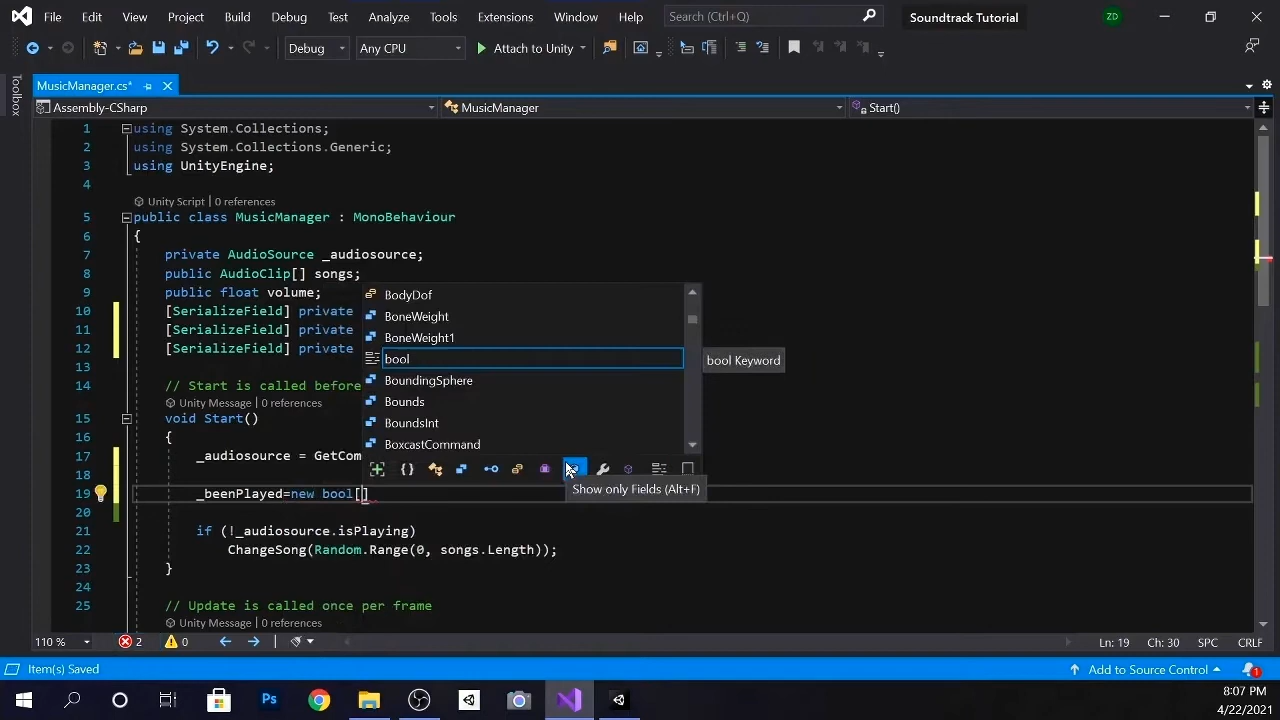 File Edit View Project Build Debug Test Analyze Tools Extensions Window Help Search (Ctrl+Q) Soundtrack Tutorial ZD
Debug Any CPU Attach to Unity
Toolbox
MusicManager.cs*
Assembly-CSharp MusicManager Start()
1 using System.Collections;
2 using System.Collections.Generic;
3 using UnityEngine;
4
Unity Script | 0 references
5 public class MusicManager : MonoBehaviour
6 {
7 private AudioSource _audiosource;
8 public AudioClip[] songs;
9 public float volume;
10 [SerializeField] private
11 [SerializeField] private
12 [SerializeField] private
13
14 // Start is called before
Unity Message | 0 references
15 void Start()
16 {
17 _audiosource = GetCom
18
19 _beenPlayed=new bool[]
20
21 if (!_audiosource.isPlaying)
22 ChangeSong(Random.Range(0, songs.Length));
23 }
24
25 // Update is called once per frame
Unity Message | 0 references
BodyDof
BoneWeight
BoneWeight1
bool
BoundingSphere
Bounds
BoundsInt
BoxcastCommand
bool Keyword
Show only Fields (Alt+F)
110 % 2 0 Ln: 19 Ch: 30 SPC CRLF
Item(s) Saved Add to Source Control 1
Ps
8:07 PM
4/22/2021